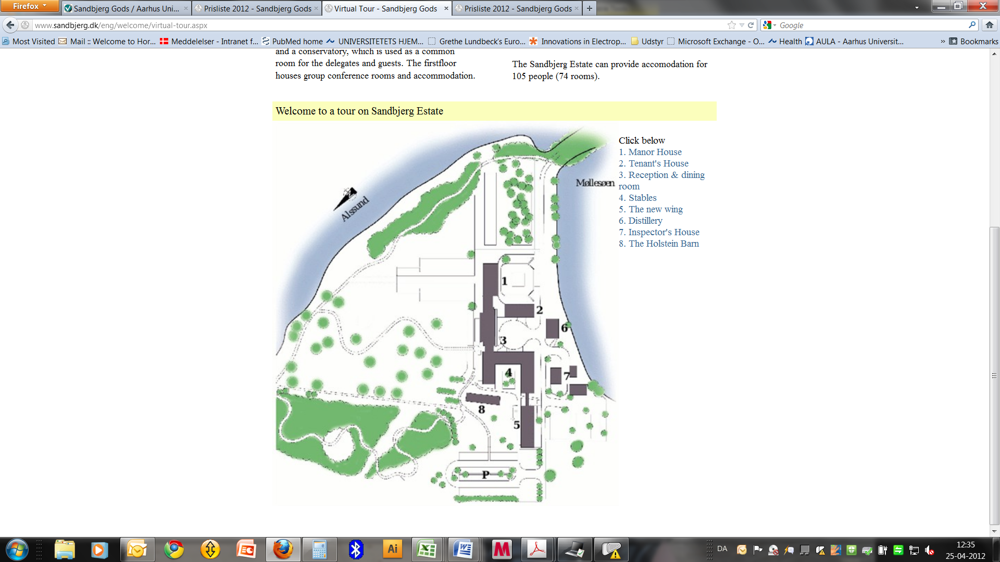 Firefox
Sandbjerg Gods / Aarhus Uni...
Prisliste 2012 - Sandbjerg Gods
Virtual Tour - Sandbjerg Gods
Prisliste 2012 - Sandbjerg Gods
www.sandbjerg.dk/eng/welcome/virtual-tour.aspx
Google
Most Visited
Mail :: Welcome to Hor...
Meddelelser - Intranet f...
PubMed home
UNIVERSITETETS HJEM...
Grethe Lundbeck's Euro...
Innovations in Electrop...
Udstyr
Microsoft Exchange - O...
Health
AULA - Aarhus Universit...
»
Bookmarks
and a conservatory, which is used as a common
room for the delegates and guests. The firstfloor
houses group conference rooms and accommodation.
The Sandbjerg Estate can provide accomodation for
105 people (74 rooms).
Welcome to a tour on Sandbjerg Estate
Alssund
Møllesøen
1
2
6
3
4
7
8
5
P
Click below
1. Manor House
2. Tenant's House
3. Reception & dining
room
4. Stables
5. The new wing
6. Distillery
7. Inspector's House
8. The Holstein Barn
Ai
DA
12:35
25-04-2012